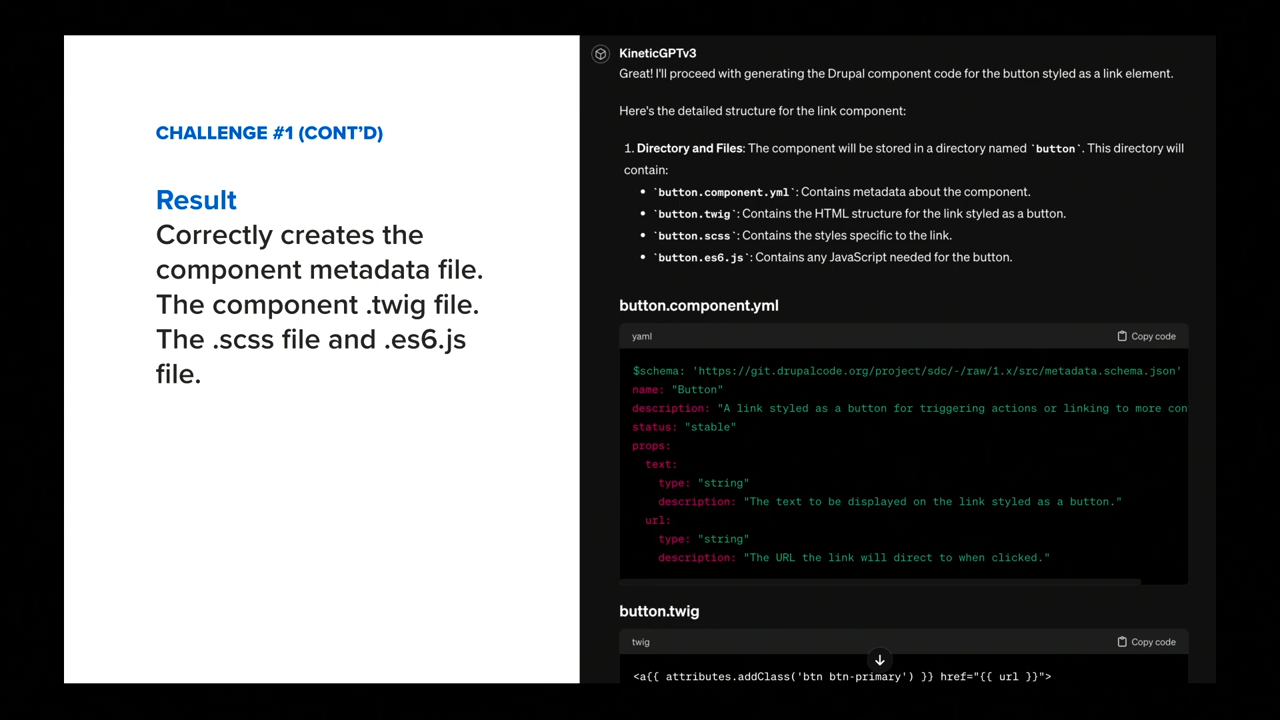 CHALLENGE #1 (CONT'D)
Result
Correctly creates the
component metadata file.
The component .twig file.
The .scss file and .es6.js
file.
KineticGPTv3
Great! I'll proceed with generating the Drupal component code for the button styled as a link element.
Here's the detailed structure for the link component:
1. Directory and Files: The component will be stored in a directory named `button`. This directory will
contain:
• `button.component.yml`: Contains metadata about the component.
• `button.twig`: Contains the HTML structure for the link styled as a button.
• `button.scss`: Contains the styles specific to the link.
• `button.es6.js`: Contains any JavaScript needed for the button.
button.component.yml
yaml Copy code
$schema: 'https://git.drupalcode.org/project/sdc/-/raw/1.x/src/metadata.schema.json'
name: "Button"
description: "A link styled as a button for triggering actions or linking to more con
status: "stable"
props:
text:
type: "string"
description: "The text to be displayed on the link styled as a button."
url:
type: "string"
description: "The URL the link will direct to when clicked."
button.twig
twig Copy code
<a{{ attributes.addClass('btn btn-primary') }} href="{{ url }}">